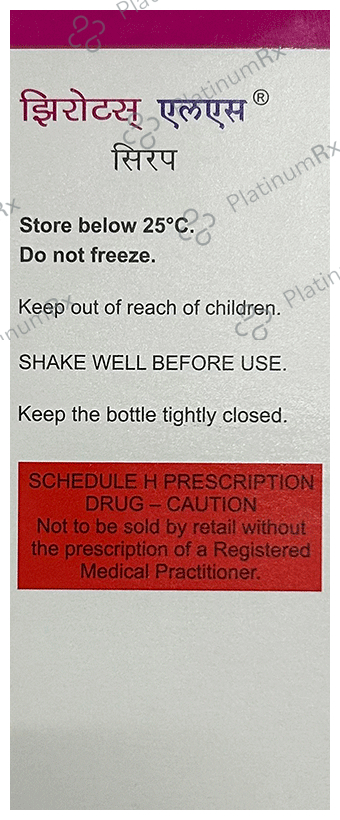 झिरोटस् एलएस®
सिरप
Store below 25°C.
Do not freeze.
Keep out of reach of children.
SHAKE WELL BEFORE USE.
Keep the bottle tightly closed.
SCHEDULE H PRESCRIPTION
DRUG – CAUTION
Not to be sold by retail without
the prescription of a Registered
Medical Practitioner.
PlatinumRx
PlatinumRx